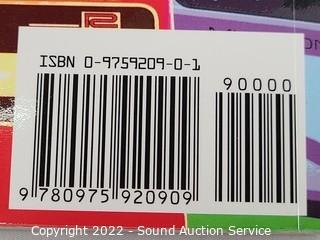 ISBN 0-9759209-0-1
90000
9 780975 920909
Copyright 2022 - Sound Auction Service